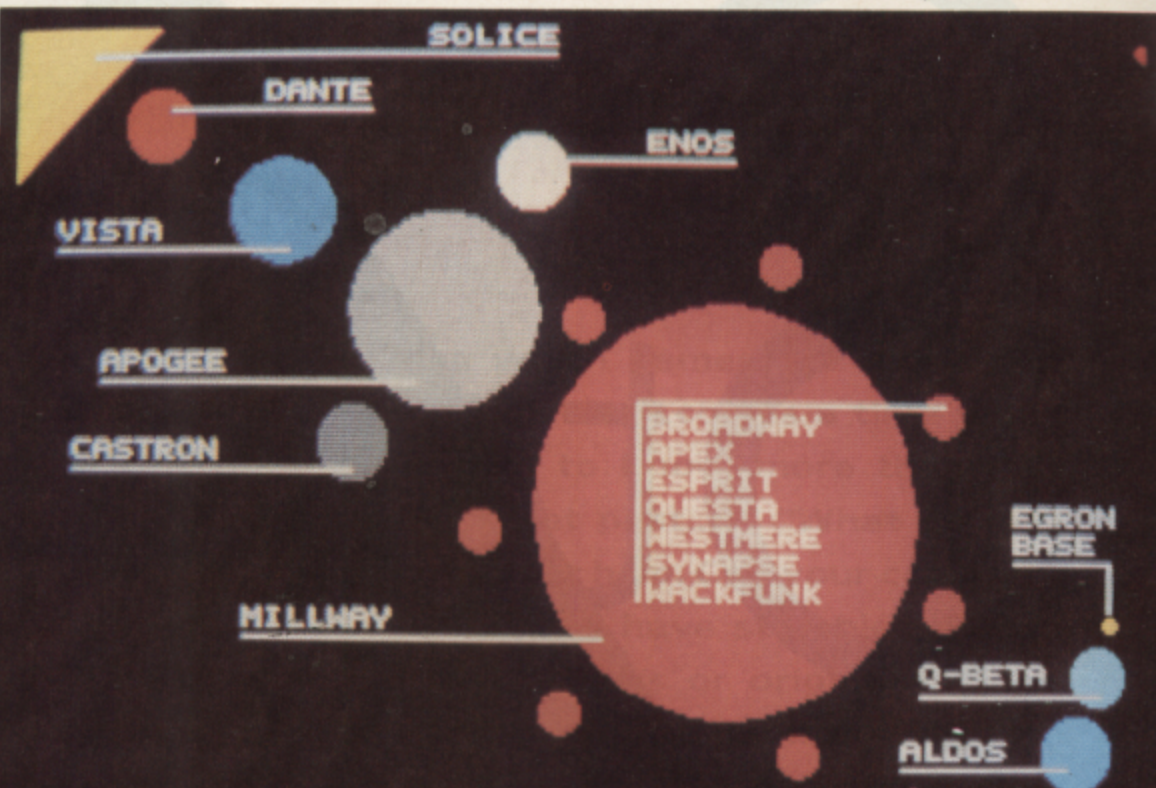 SOLICE
DANTE
ENOS
VISTA
APOGEE
CASTRON
BROADWAY
APEX
ESPRIT
QUESTA
WESTMERE
SYNAPSE
WACKFUNK
EGRON
BASE
MILLWAY
Q-BETA
ALDOS